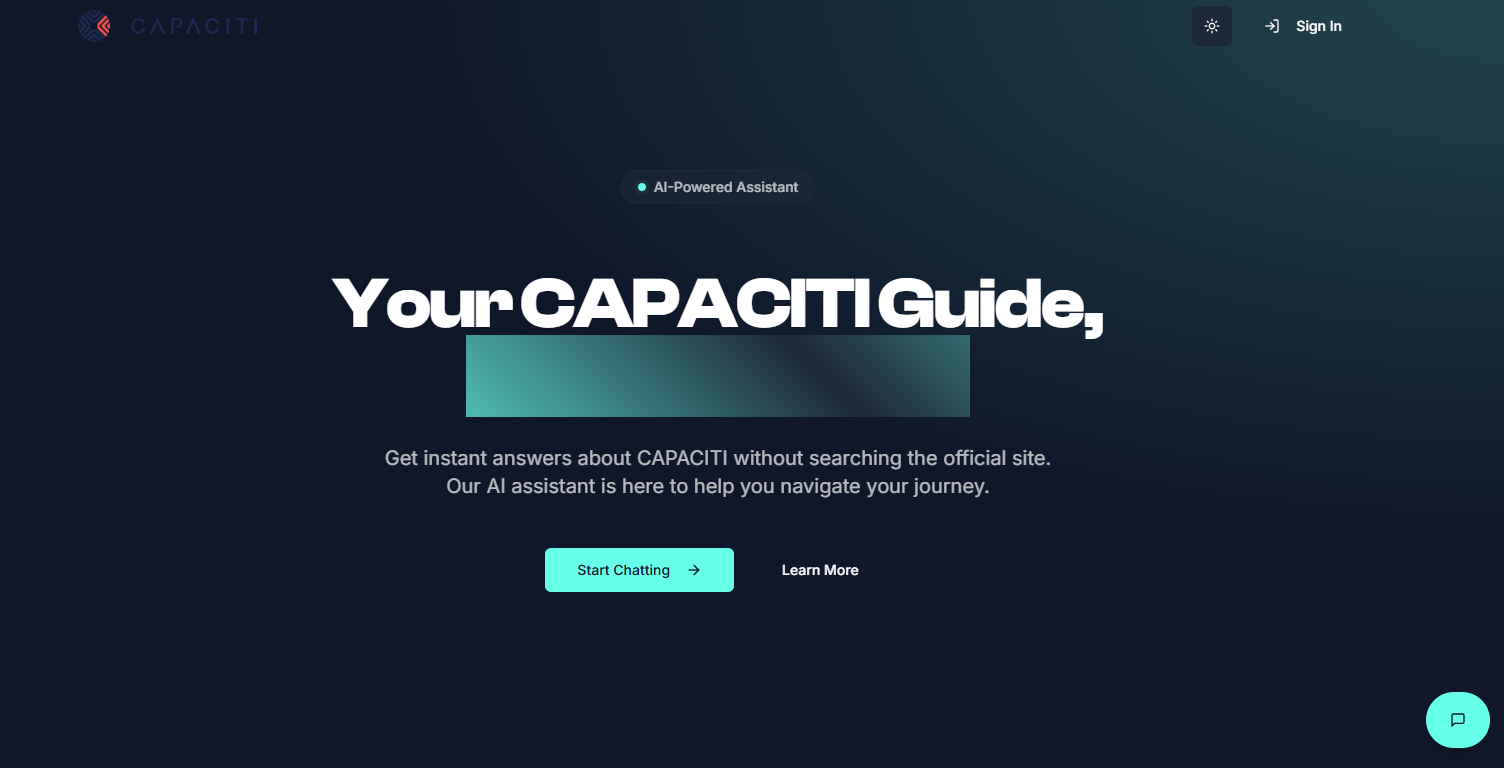 CAPACITI
Sign In
AI-Powered Assistant
Your CAPACITI Guide,
Get instant answers about CAPACITI without searching the official site.
Our AI assistant is here to help you navigate your journey.
Start Chatting
Learn More